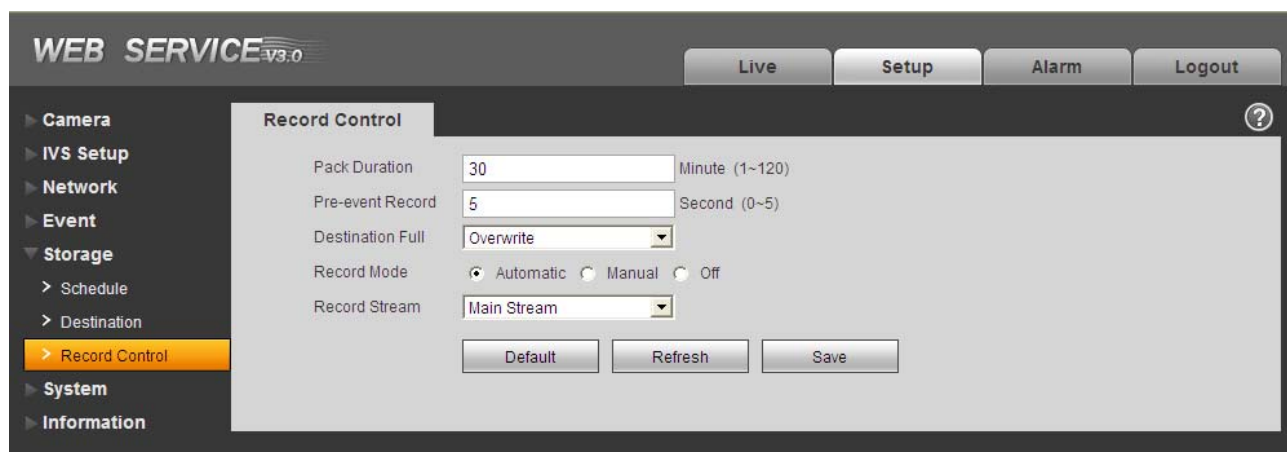 WEB SERVICE V3.0
Live Setup Alarm Logout
Camera
IVS Setup
Network
Event
Storage
> Schedule
> Destination
> Record Control
System
Information
Record Control
?
Pack Duration 30 Minute (1~120)
Pre-event Record 5 Second (0~5)
Destination Full Overwrite
Record Mode Automatic Manual Off
Record Stream Main Stream
Default Refresh Save